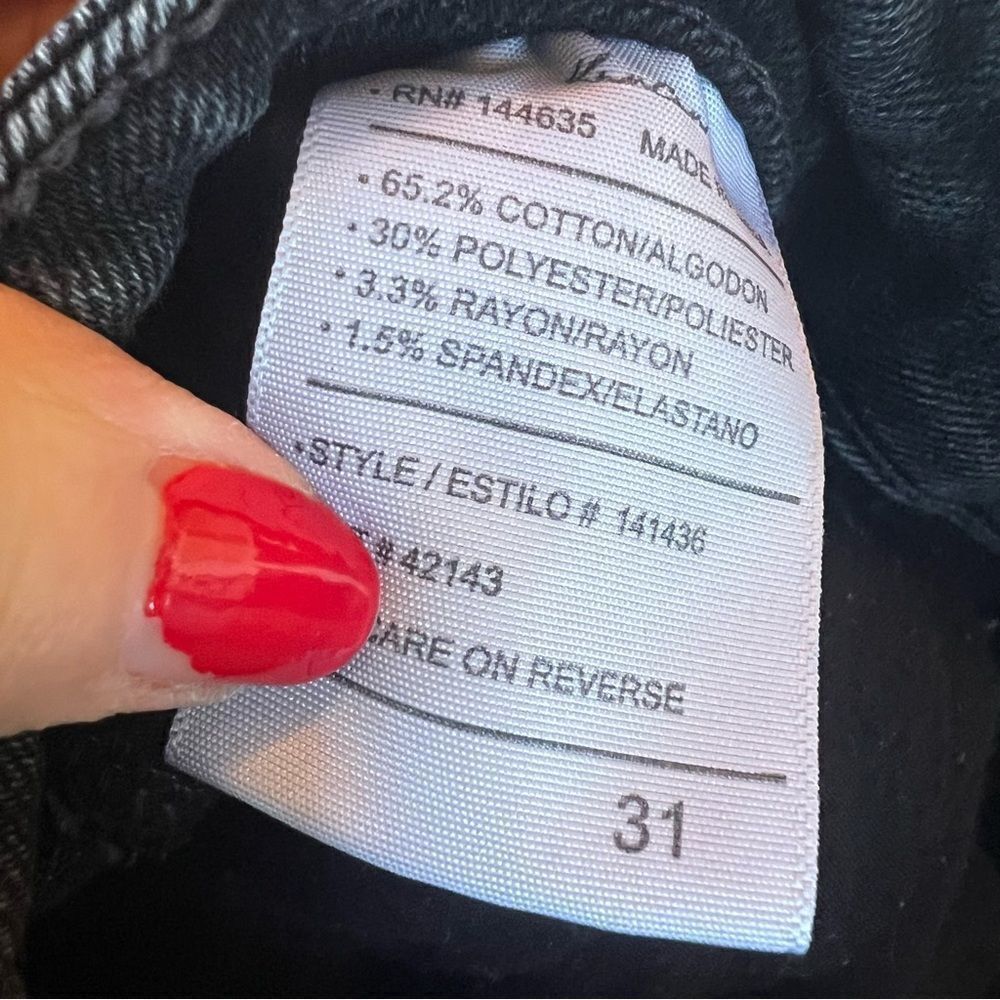 • RN# 144635 MADE
• 65.2% COTTON/ALGODON
• 30% POLYESTER/POLIESTER
• 3.3% RAYON/RAYON
• 1.5% SPANDEX/ELASTANO
• STYLE / ESTILO # 141436
# 42143
CARE ON REVERSE
31